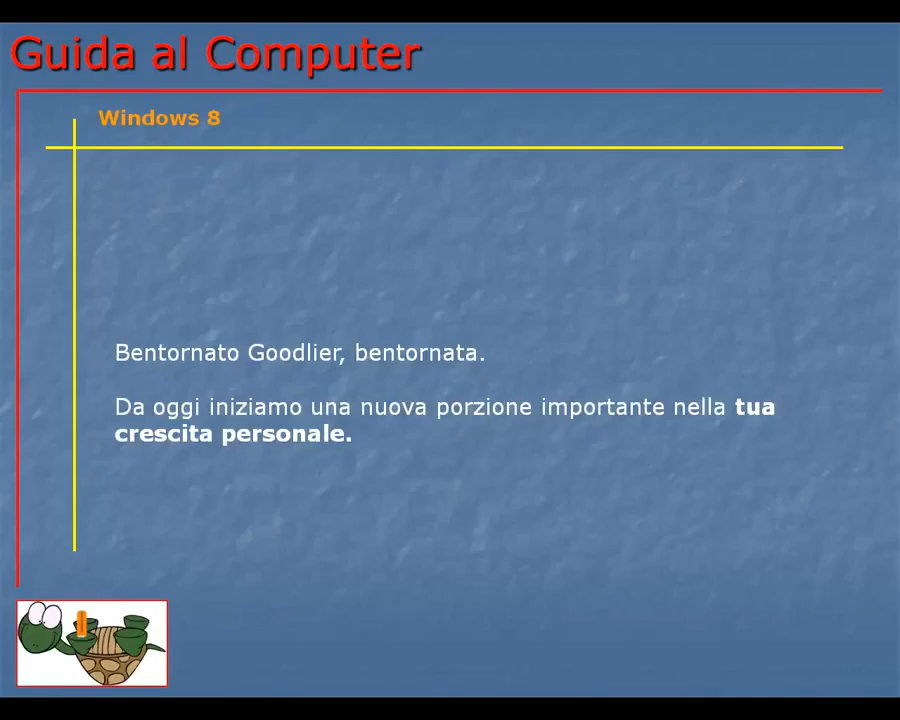 Guida al Computer
Windows 8
Bentornato Goodlier, bentornata.
Da oggi iniziamo una nuova porzione importante nella tua
crescita personale.